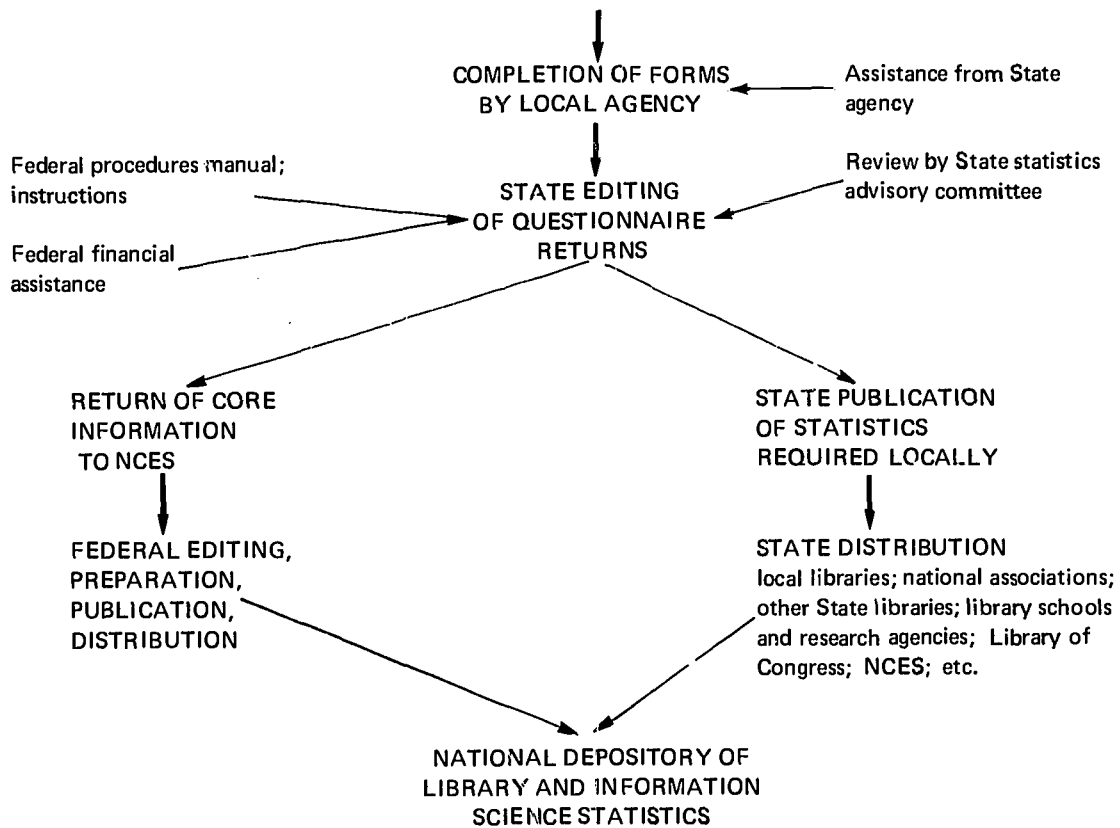 COMPLETION OF FORMS
BY LOCAL AGENCY
Assistance from State
agency
Federal procedures manual;
instructions
Federal financial
assistance
STATE EDITING
OF QUESTIONNAIRE
RETURNS
Review by State statistics
advisory committee
RETURN OF CORE
INFORMATION
TO NCES
STATE PUBLICATION
OF STATISTICS
REQUIRED LOCALLY
FEDERAL EDITING,
PREPARATION,
PUBLICATION,
DISTRIBUTION
STATE DISTRIBUTION
local libraries; national associations;
other State libraries; library schools
and research agencies; Library of
Congress; NCES; etc.
NATIONAL DEPOSITORY OF
LIBRARY AND INFORMATION
SCIENCE STATISTICS